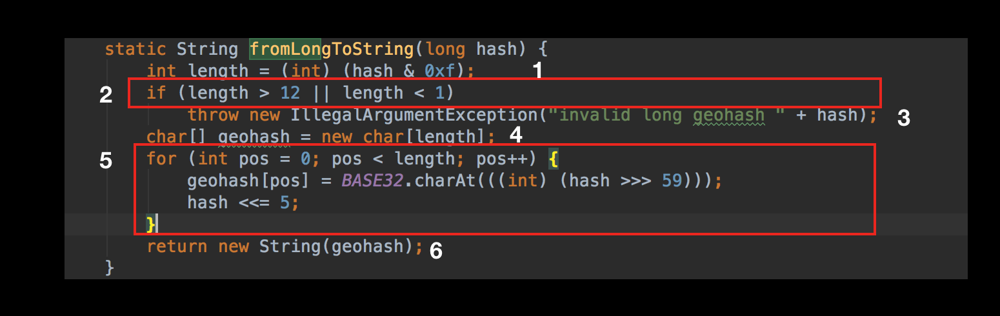 static String fromLongToString(long hash) {
int length = (int) (hash & 0xf); 1
2 if (length > 12 || length < 1)
throw new IllegalArgumentException("invalid long geohash " + hash); 3
char[] geohash = new char[length]; 4
5 for (int pos = 0; pos < length; pos++) {
geohash[pos] = BASE32.charAt(((int) (hash >>> 59)));
hash <<= 5;
}
return new String(geohash); 6
}